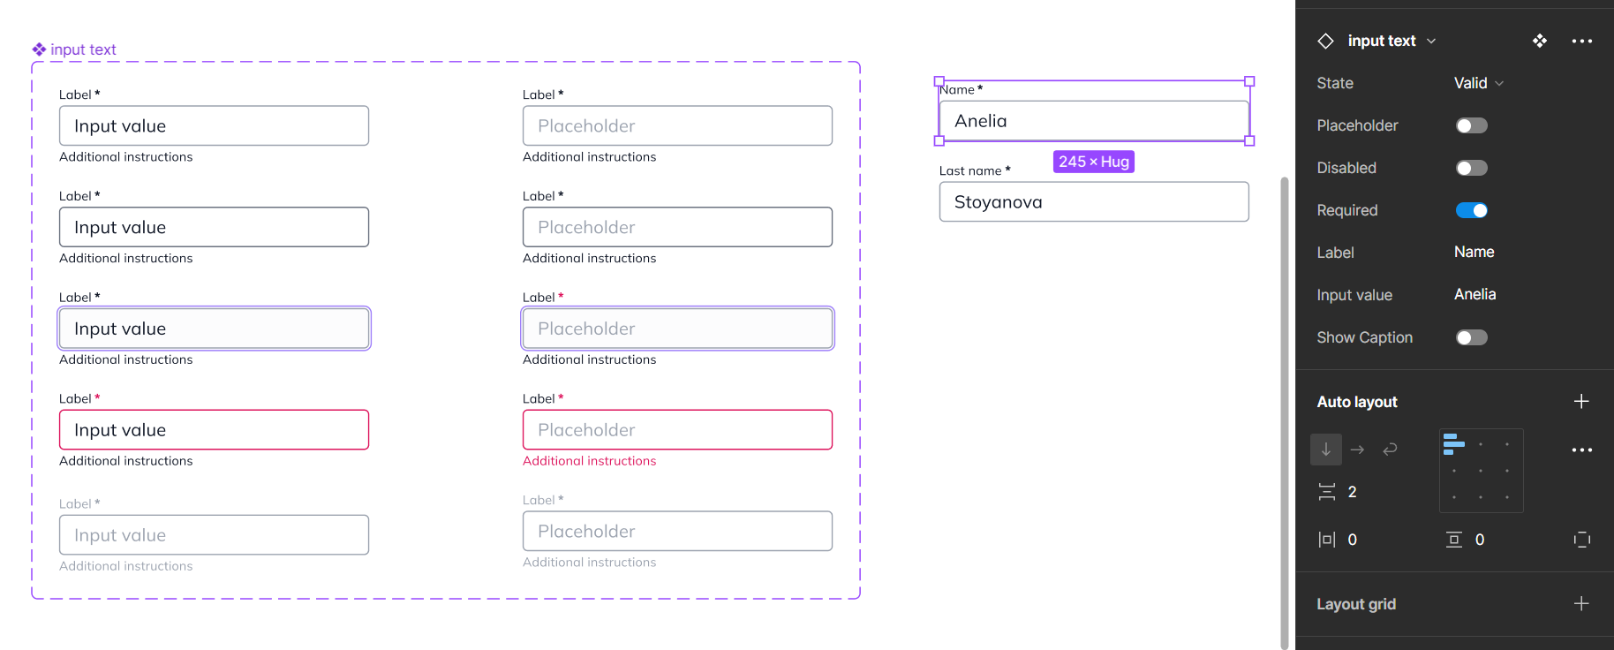 input text
Label *
Input value
Additional instructions
Label *
Placeholder
Additional instructions
Label *
Input value
Additional instructions
Label *
Placeholder
Additional instructions
Label *
Input value
Additional instructions
Label *
Placeholder
Additional instructions
Label *
Input value
Additional instructions
Label *
Placeholder
Additional instructions
Label *
Input value
Additional instructions
Label *
Placeholder
Additional instructions
Name *
Anelia
245 × Hug
Last name *
Stoyanova
input text
State Valid
Placeholder
Disabled
Required
Label Name
Input value Anelia
Show Caption
Auto layout
2
0 0
Layout grid